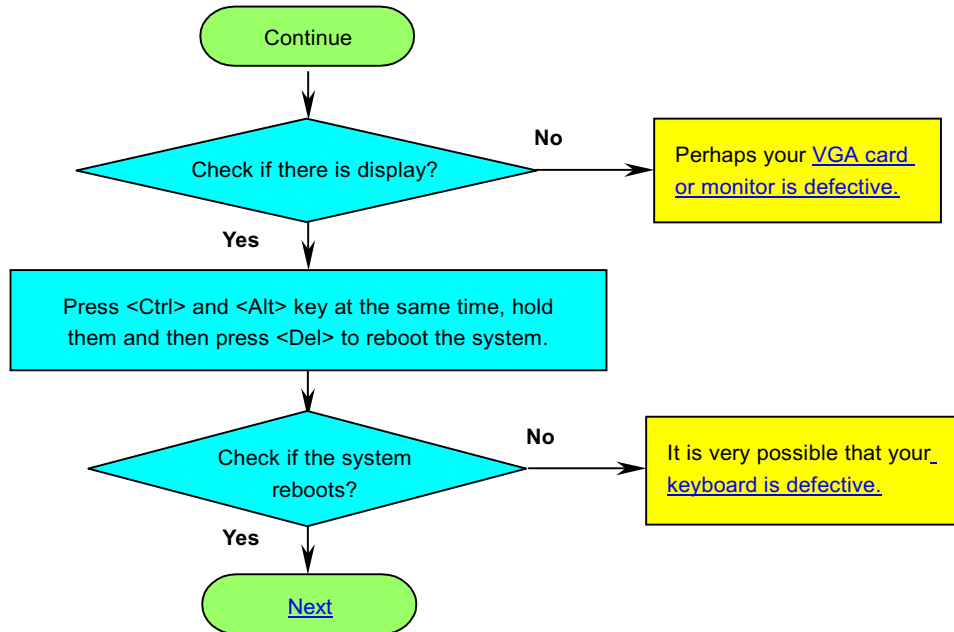 Continue
Check if there is display?
No
Perhaps your VGA card
or monitor is defective.
Yes
Press <Ctrl> and <Alt> key at the same time, hold
them and then press <Del> to reboot the system.
Check if the system
reboots?
No
It is very possible that your
keyboard is defective.
Yes
Next